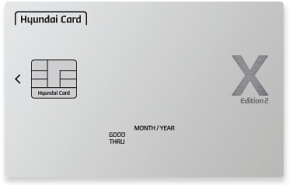 Hyundai Card
Hyundai Card
X
Edition2
MONTH / YEAR
GOOD
THRU